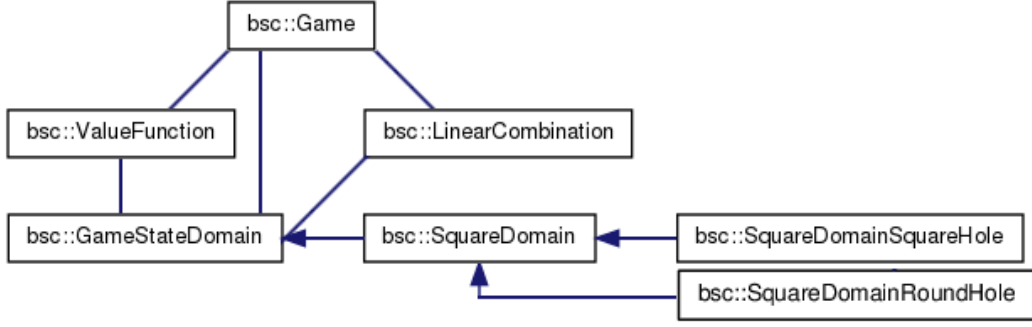 bsc::Game
bsc::ValueFunction
bsc::LinearCombination
bsc::GameStateDomain
bsc::SquareDomain
bsc::SquareDomainSquareHole
bsc::SquareDomainRoundHole